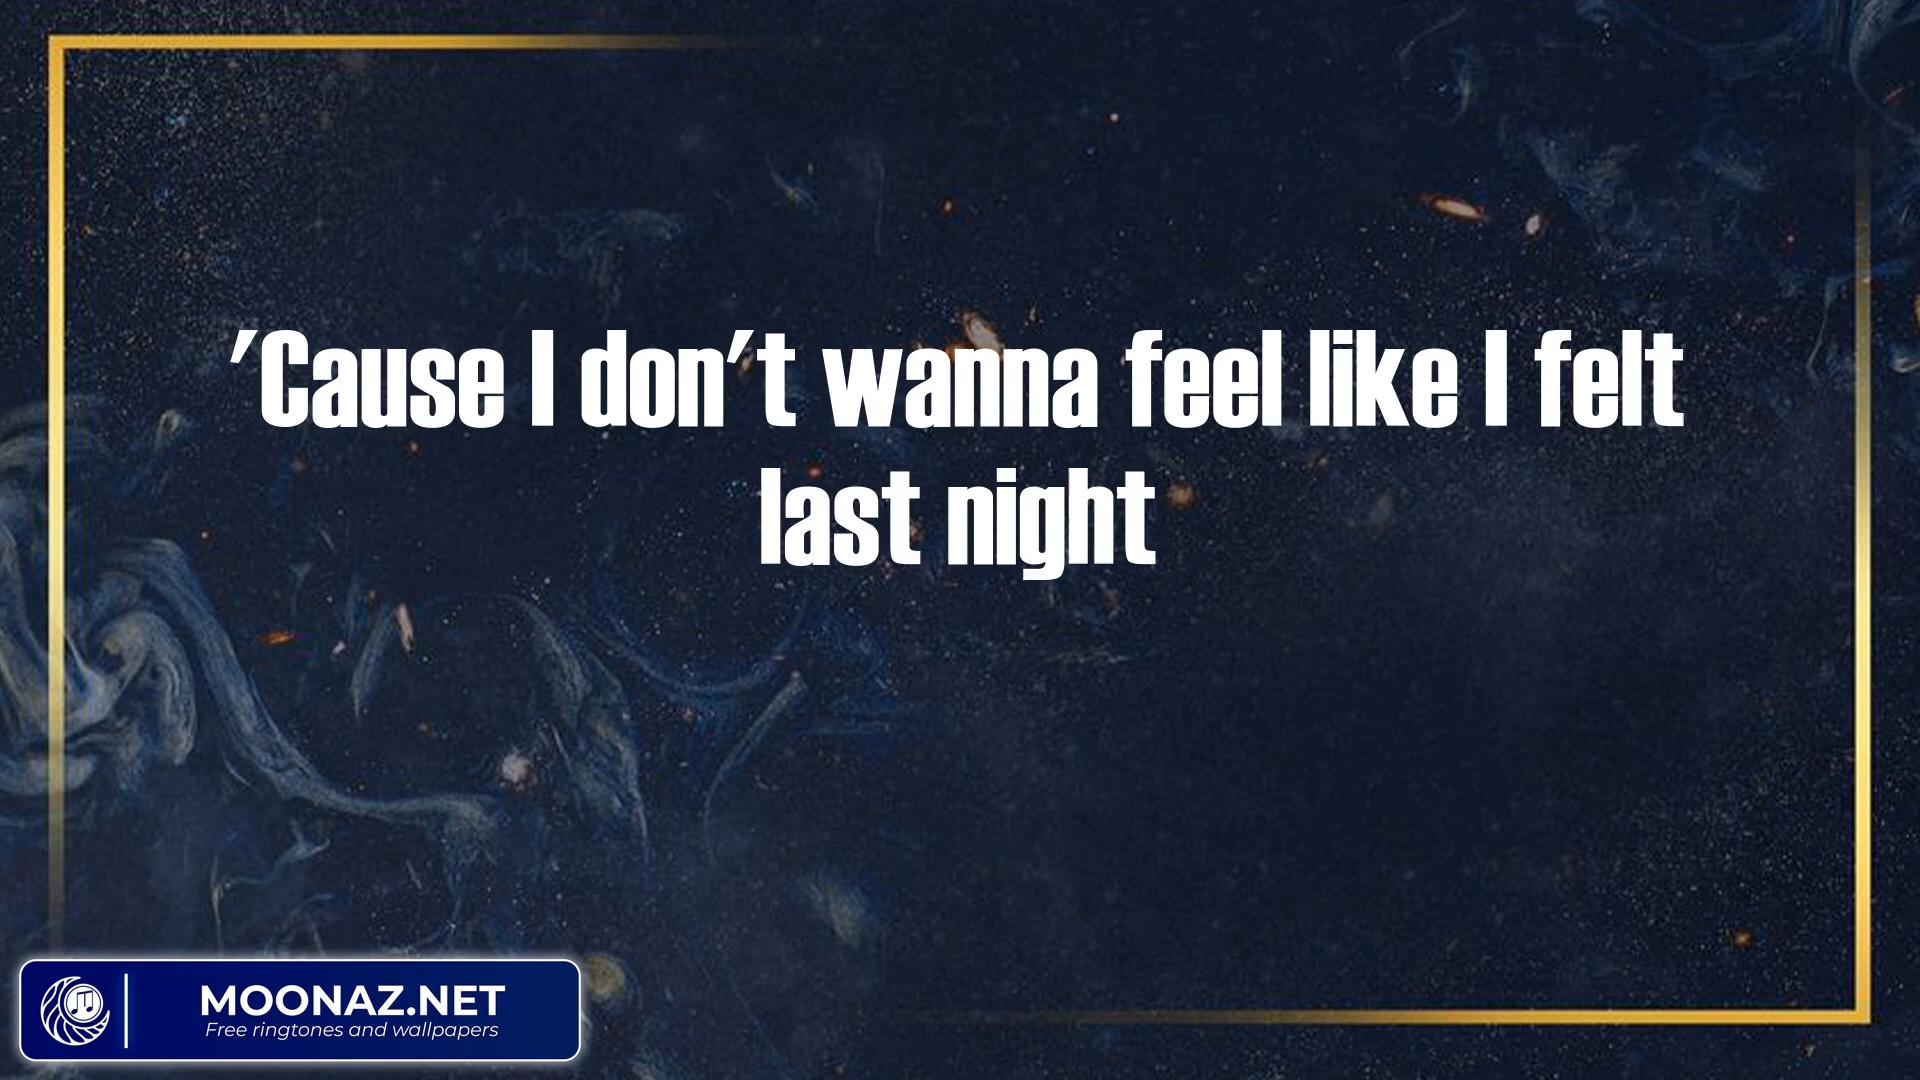 'Cause I don't wanna feel like I felt
last night
MOONAZ.NET
Free ringtones and wallpapers